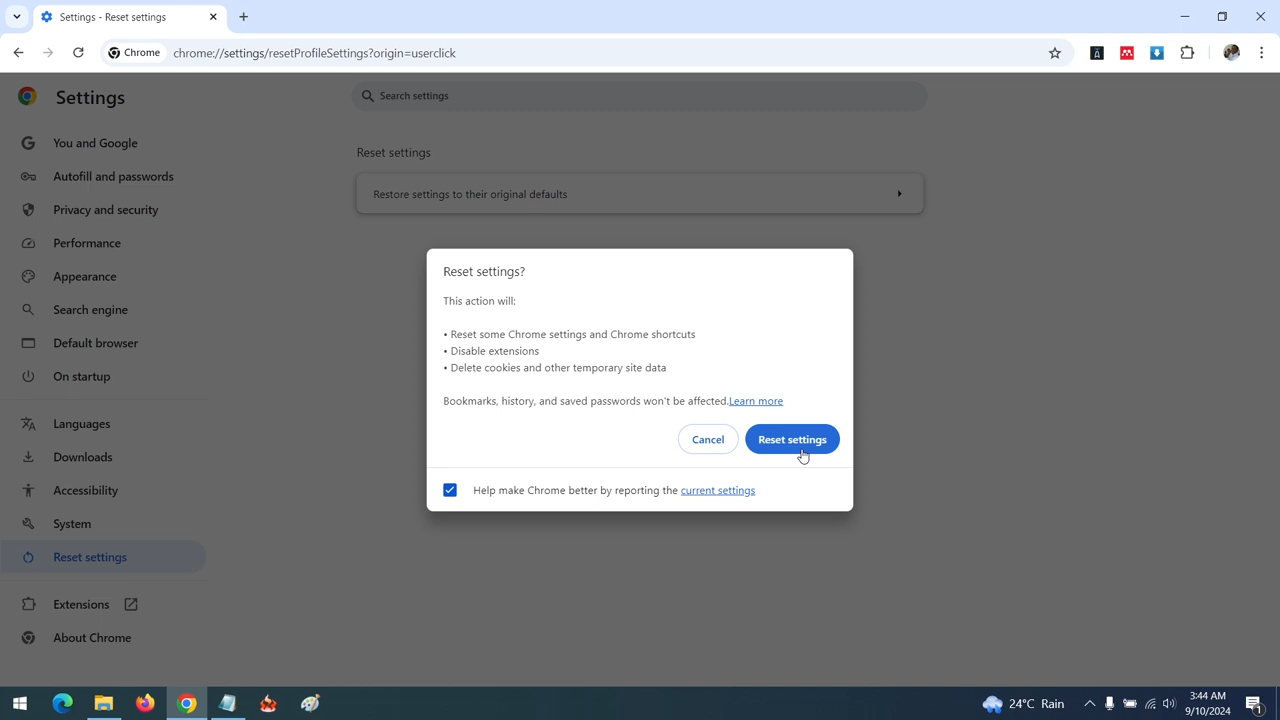 Settings - Reset settings
Chrome
chrome://settings/resetProfileSettings?origin=userclick
Settings
Search settings
You and Google
Autofill and passwords
Privacy and security
Performance
Appearance
Search engine
Default browser
On startup
Languages
Downloads
Accessibility
System
Reset settings
Extensions
About Chrome
Reset settings
Restore settings to their original defaults
Reset settings?
This action will:
• Reset some Chrome settings and Chrome shortcuts
• Disable extensions
• Delete cookies and other temporary site data
Bookmarks, history, and saved passwords won't be affected.Learn more
Cancel
Reset settings
Help make Chrome better by reporting the current settings
24°C Rain
3:44 AM
9/10/2024
1